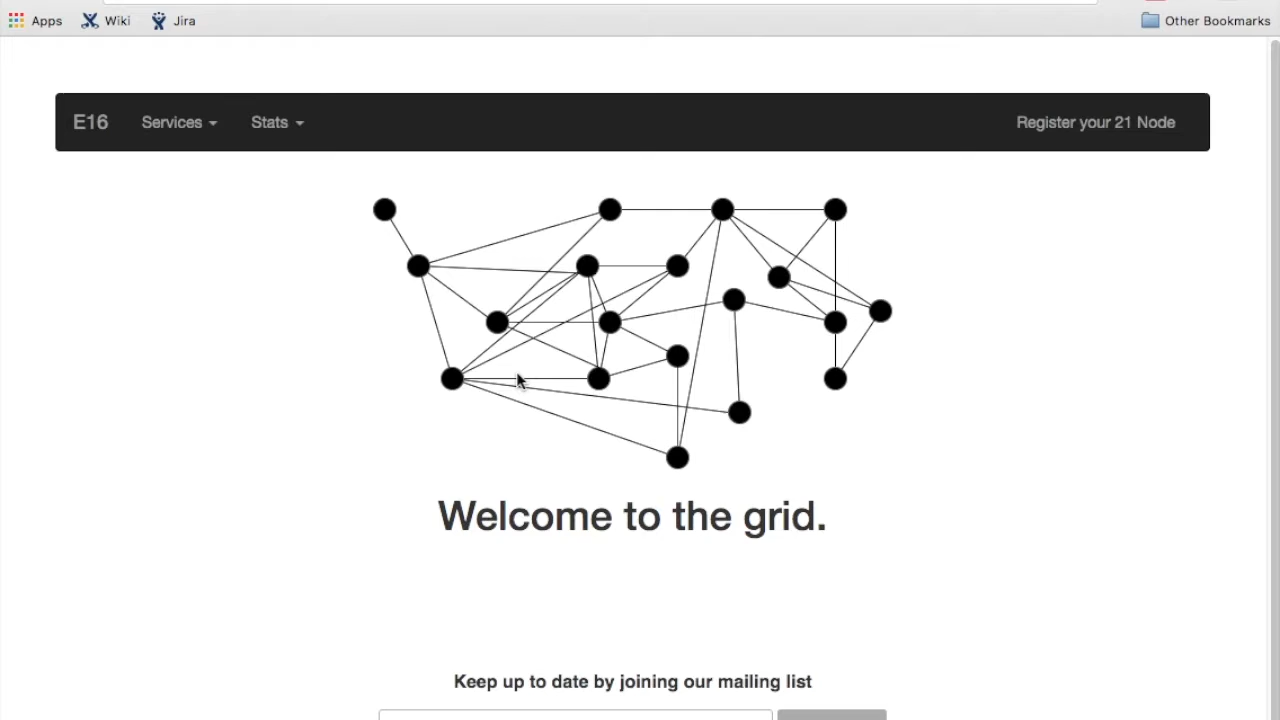 Apps Wiki Jira Other Bookmarks
E16 Services Stats Register your 21 Node
Welcome to the grid.
Keep up to date by joining our mailing list